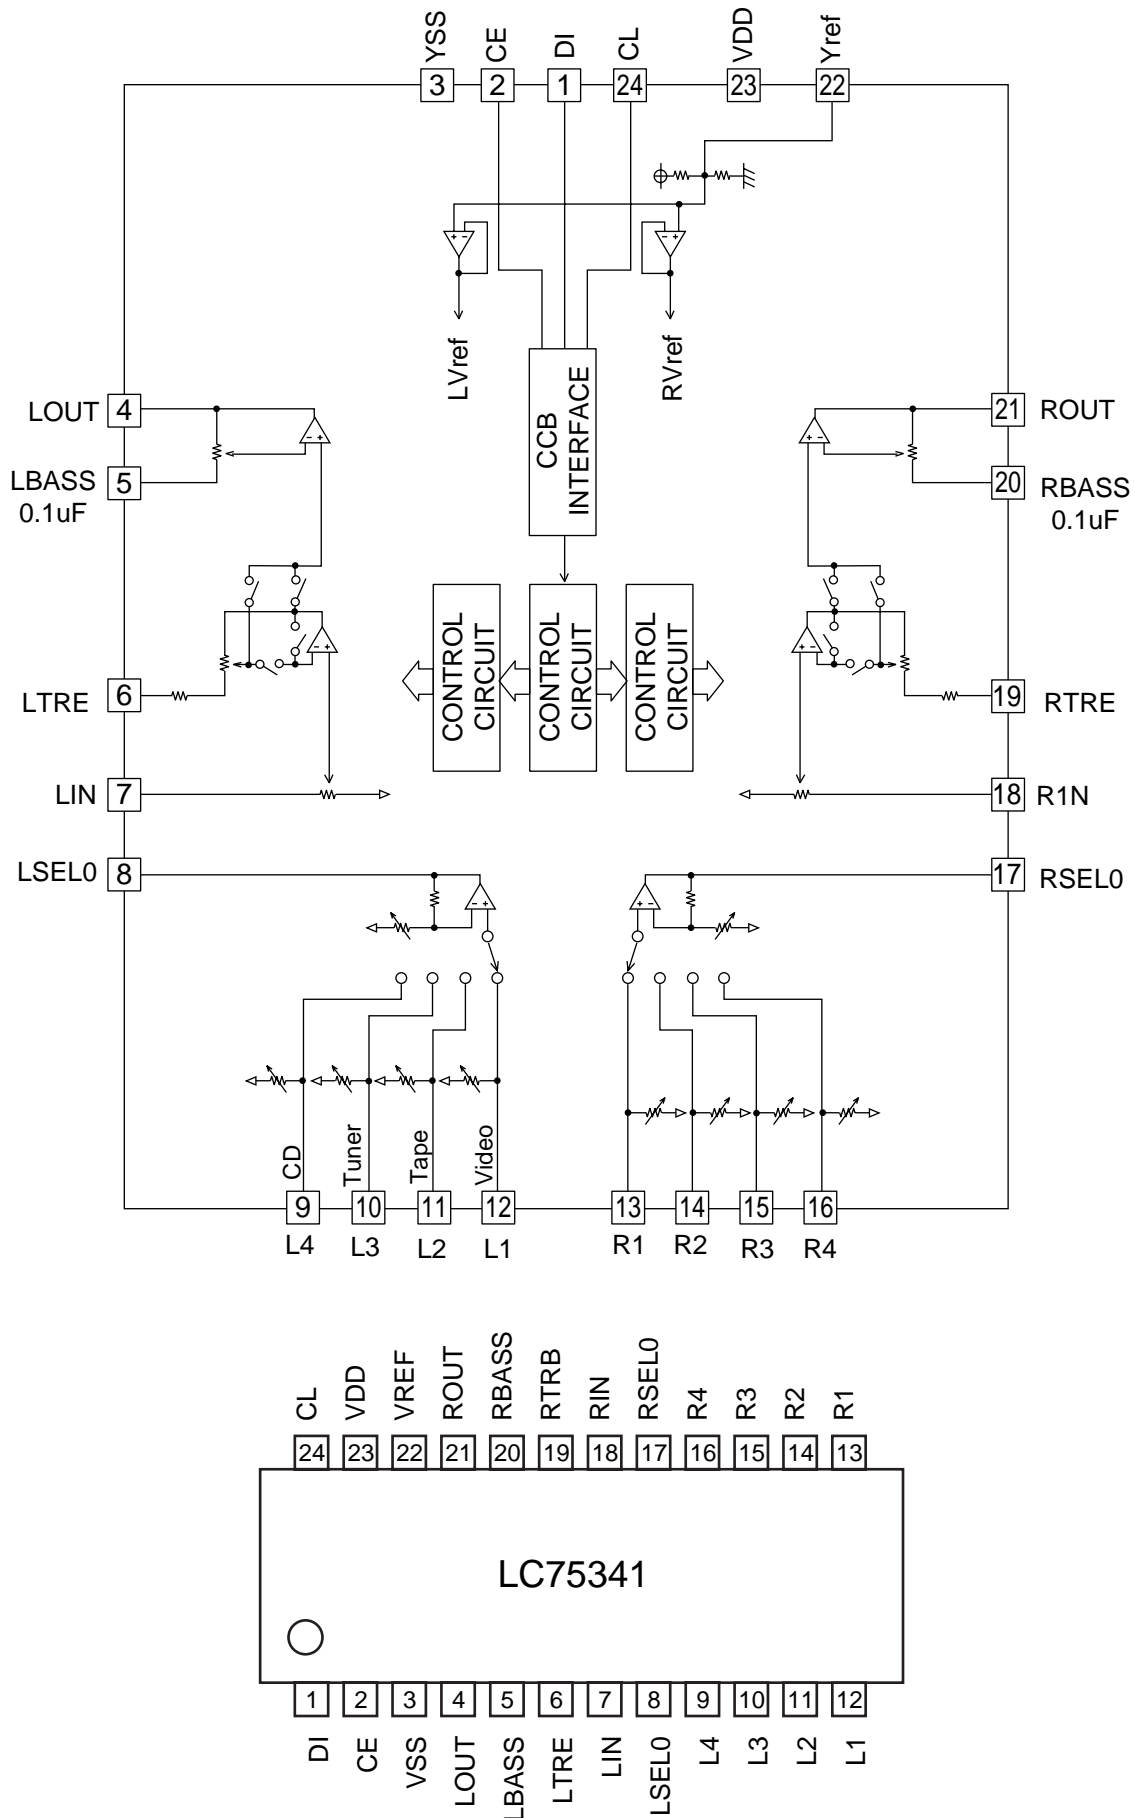 YSS
CE
DI
CL
VDD
Yref
3
2
1
24
23
22
LVref
RVref
CCB
INTERFACE
LOUT
4
LBASS
5
0.1uF
21
ROUT
20
RBASS
0.1uF
CONTROL
CIRCUIT
CONTROL
CIRCUIT
CONTROL
CIRCUIT
LTRE
6
19
RTRE
LIN
7
18
R1N
LSEL0
8
17
RSEL0
CD
Tuner
Tape
Video
9
10
11
12
13
14
15
16
L4
L3
L2
L1
R1
R2
R3
R4
CL
VDD
VREF
ROUT
RBASS
RTRB
RIN
RSEL0
R4
R3
R2
R1
24
23
22
21
20
19
18
17
16
15
14
13
LC75341
1
2
3
4
5
6
7
8
9
10
11
12
DI
CE
VSS
LOUT
LBASS
LTRE
LIN
LSEL0
L4
L3
L2
L1